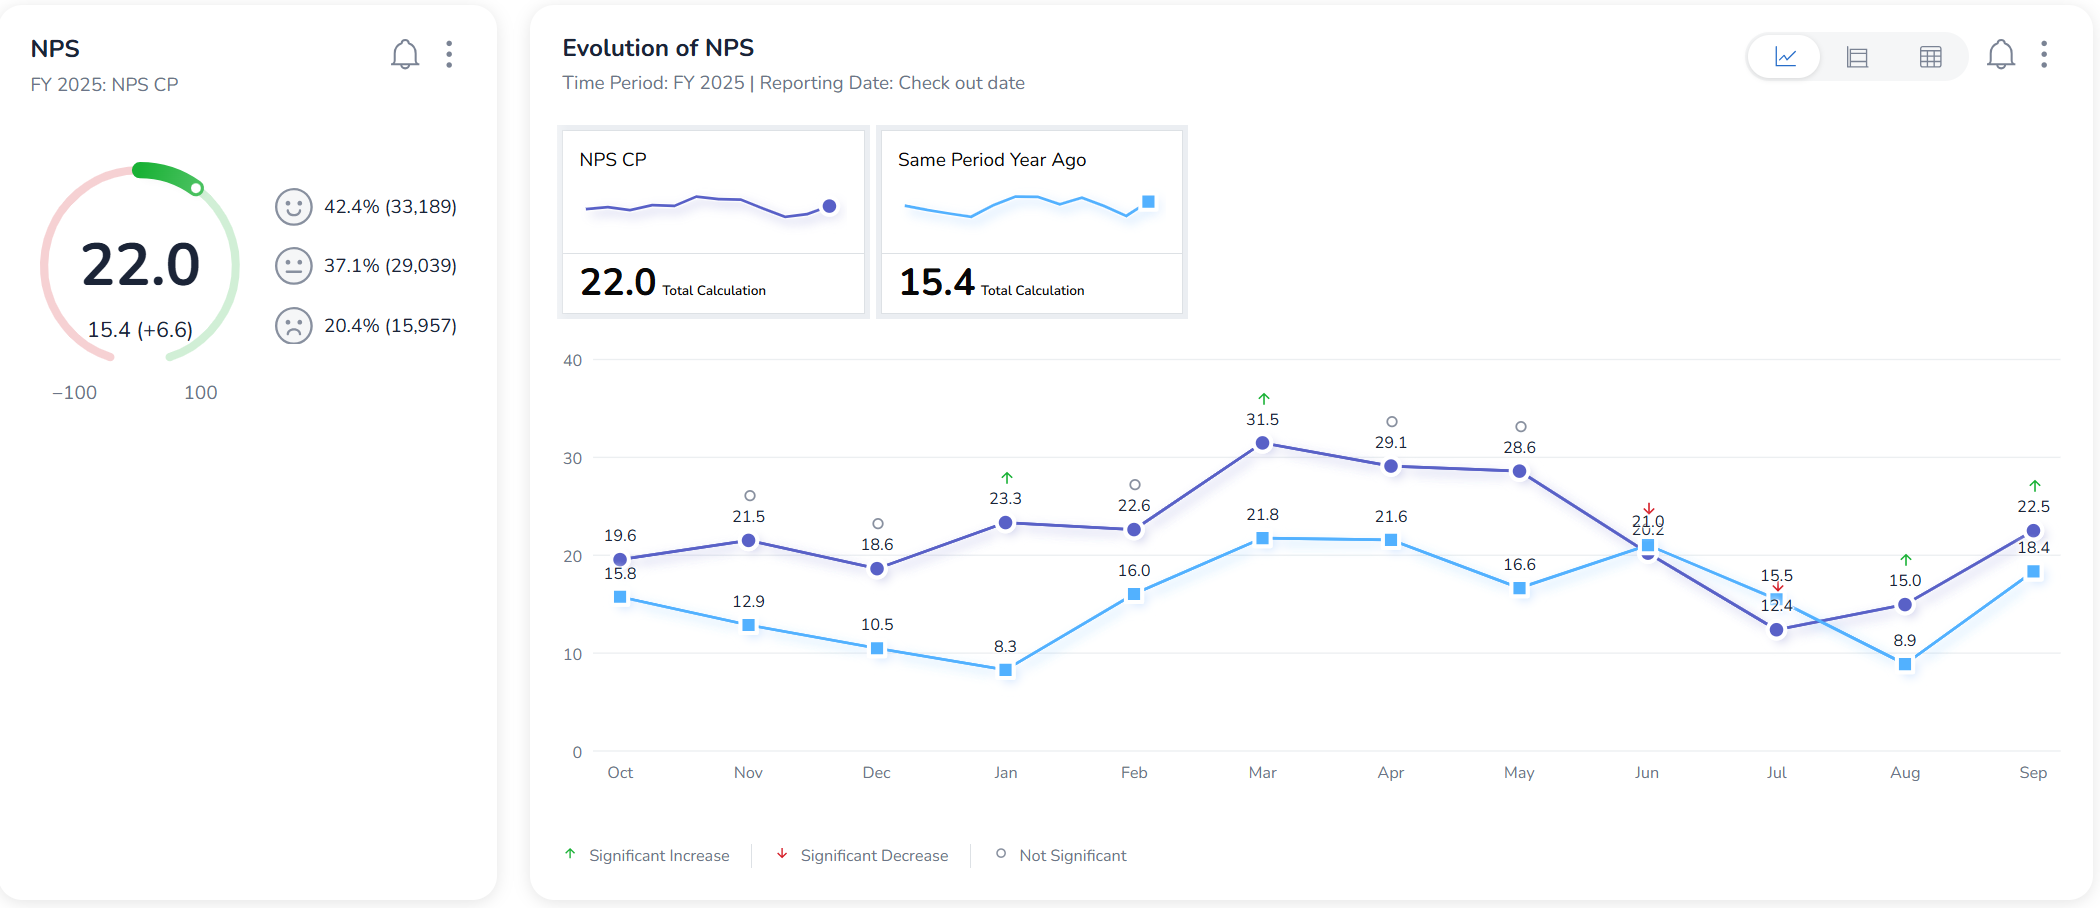 NPS
FY 2025: NPS CP
22.0
15.4 (+6.6)
−100
100
42.4% (33,189)
37.1% (29,039)
20.4% (15,957)
Evolution of NPS
Time Period: FY 2025 | Reporting Date: Check out date
NPS CP
22.0 Total Calculation
Same Period Year Ago
15.4 Total Calculation
40
30
20
10
0
19.6
21.5
18.6
23.3
22.6
31.5
29.1
28.6
20.2
12.4
15.0
22.5
15.8
12.9
10.5
8.3
16.0
21.8
21.6
16.6
21.0
15.5
8.9
18.4
Oct
Nov
Dec
Jan
Feb
Mar
Apr
May
Jun
Jul
Aug
Sep
Significant Increase
Significant Decrease
Not Significant